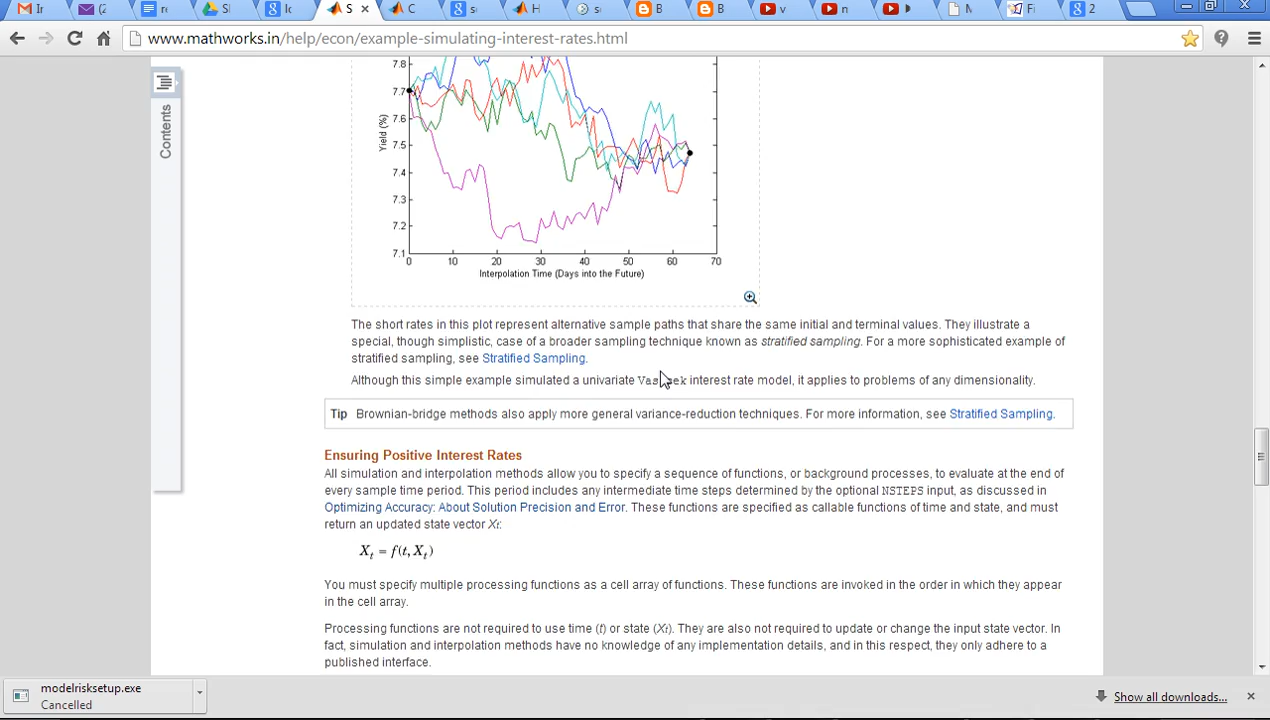 Ir
(2
re
Sl
lc
S
C
s
H
s
B
B
v
n
M
Fi
2
www.mathworks.in/help/econ/example-simulating-interest-rates.html
Contents
7.8
7.7
7.6
7.5
7.4
7.3
7.2
7.1
Yield (%)
0 10 20 30 40 50 60 70
Interpolation Time (Days into the Future)
The short rates in this plot represent alternative sample paths that share the same initial and terminal values. They illustrate a
special, though simplistic, case of a broader sampling technique known as stratified sampling. For a more sophisticated example of
stratified sampling, see Stratified Sampling.
Although this simple example simulated a univariate Vasicek interest rate model, it applies to problems of any dimensionality.
Tip Brownian-bridge methods also apply more general variance-reduction techniques. For more information, see Stratified Sampling.
Ensuring Positive Interest Rates
All simulation and interpolation methods allow you to specify a sequence of functions, or background processes, to evaluate at the end of
every sample time period. This period includes any intermediate time steps determined by the optional NSTEPS input, as discussed in
Optimizing Accuracy: About Solution Precision and Error. These functions are specified as callable functions of time and state, and must
return an updated state vector Xt:
Xt = f(t, Xt)
You must specify multiple processing functions as a cell array of functions. These functions are invoked in the order in which they appear
in the cell array.
Processing functions are not required to use time (t) or state (Xt). They are also not required to update or change the input state vector. In
fact, simulation and interpolation methods have no knowledge of any implementation details, and in this respect, they only adhere to a
published interface.
modelrisksetup.exe
Cancelled
Show all downloads...